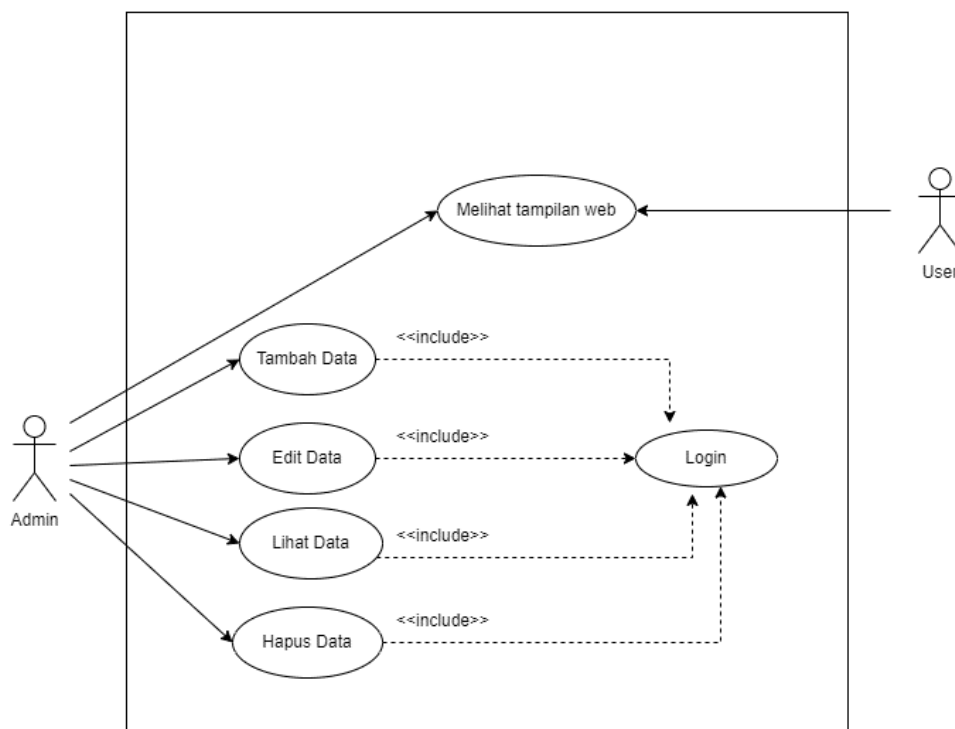 Melihat tampilan web
User
<<include>>
Tambah Data
<<include>>
Edit Data
Login
Admin
<<include>>
Lihat Data
<<include>>
Hapus Data